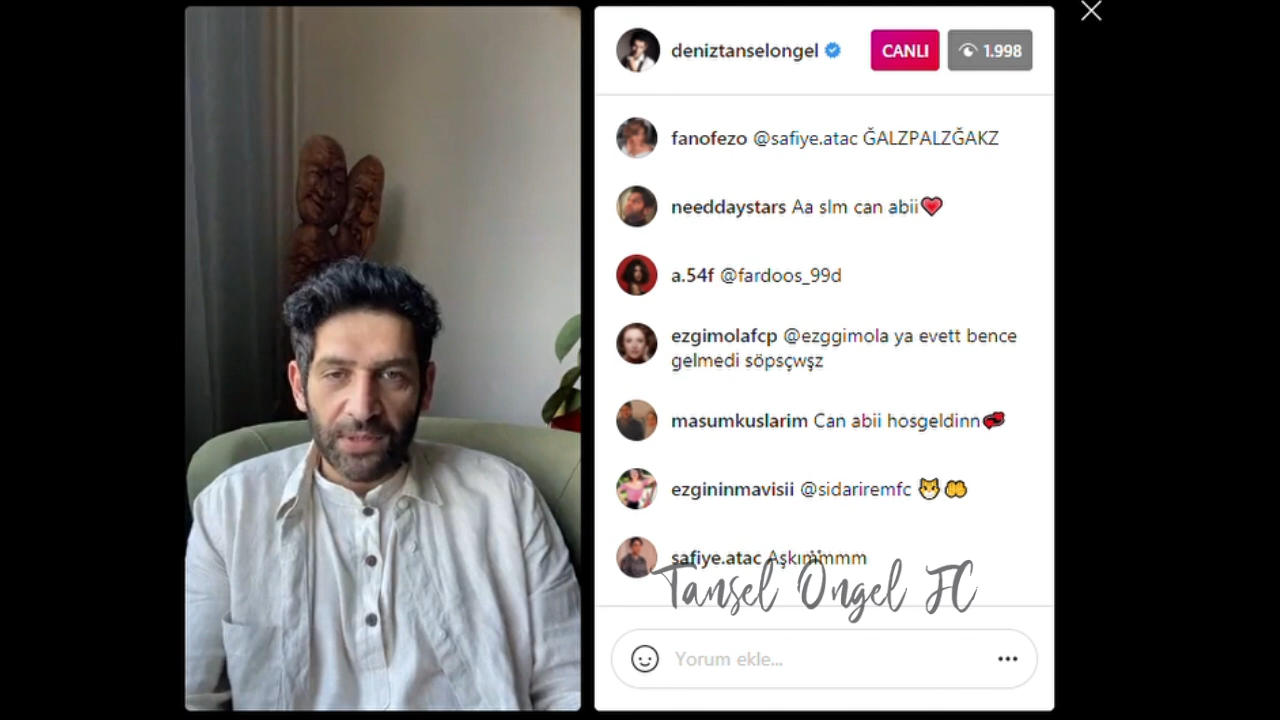 deniztanselongel
CANLI
1.998
fanofezo @safiye.atac ĞALZPALZĞAKZ
needdaystars Aa slm can abii
a.54f @fardoos_99d
ezgimolafcp @ezggimola ya evett bence
gelmedi söpsçwşz
masumkuslarim Can abii hosgeldinn
ezgininmavisii @sidariremfc
safiye.atac Aşkımmmm
Tansel Öngel FC
Yorum ekle...